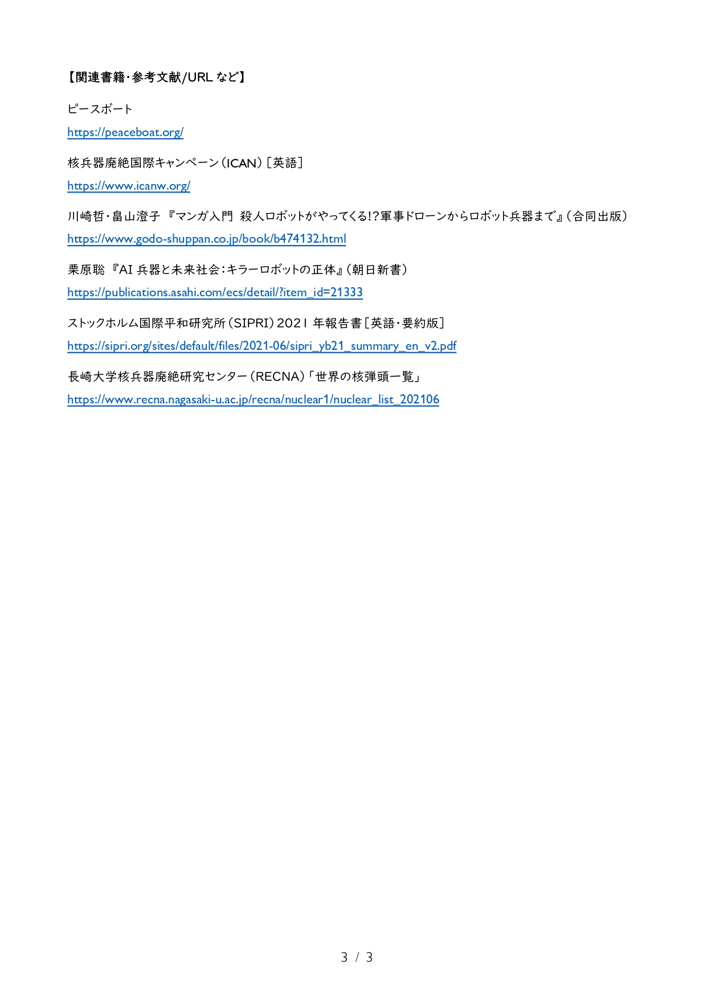 【関連書籍・参考文献/URL など】
ピースボート
https://peaceboat.org/
核兵器廃絶国際キャンペーン（ICAN）［英語］
https://www.icanw.org/
川崎哲・畠山澄子 『マンガ入門 殺人ロボットがやってくる!?軍事ドローンからロボット兵器まで』（合同出版）
https://www.godo-shuppan.co.jp/book/b474132.html
栗原聡 『AI 兵器と未来社会：キラーロボットの正体』（朝日新書）
https://publications.asahi.com/ecs/detail/?item_id=21333
ストックホルム国際平和研究所（SIPRI）2021 年報告書［英語・要約版］
https://sipri.org/sites/default/files/2021-06/sipri_yb21_summary_en_v2.pdf
長崎大学核兵器廃絶研究センター（RECNA）「世界の核弾頭一覧」
https://www.recna.nagasaki-u.ac.jp/recna/nuclear1/nuclear_list_202106
3 / 3